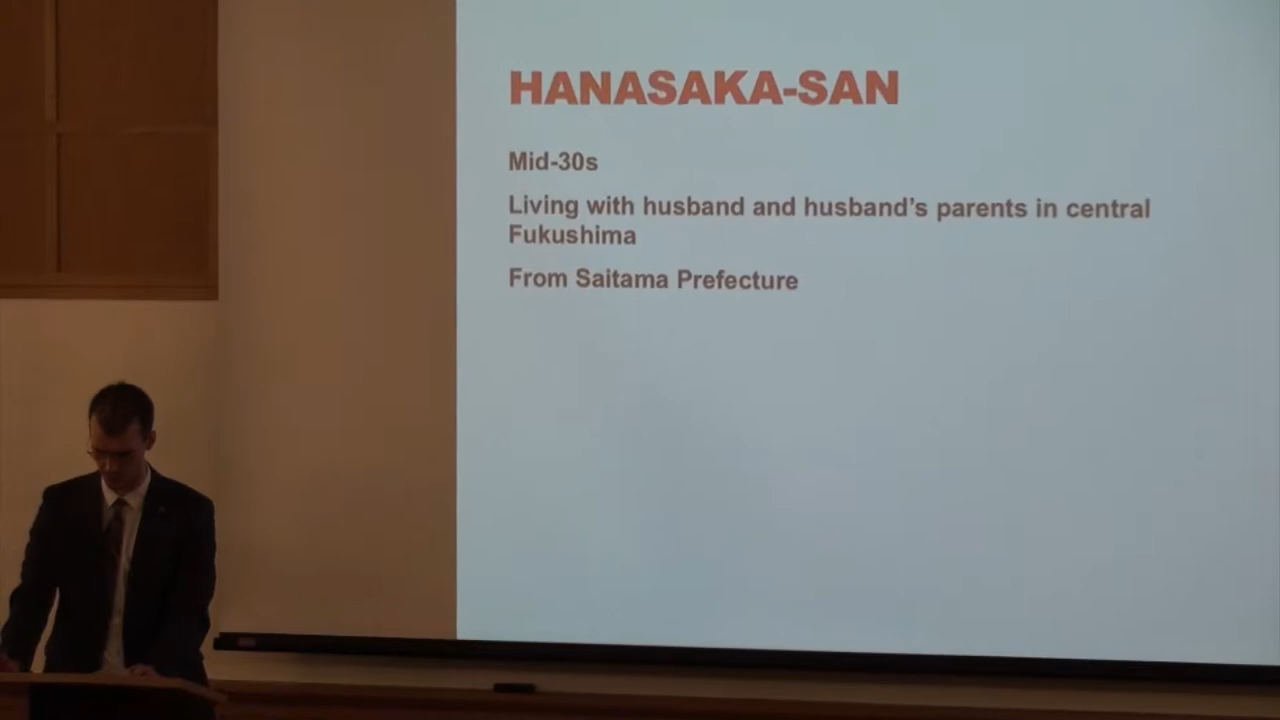 HANASAKA-SAN
Mid-30s
Living with husband and husband's parents in central
Fukushima
From Saitama Prefecture